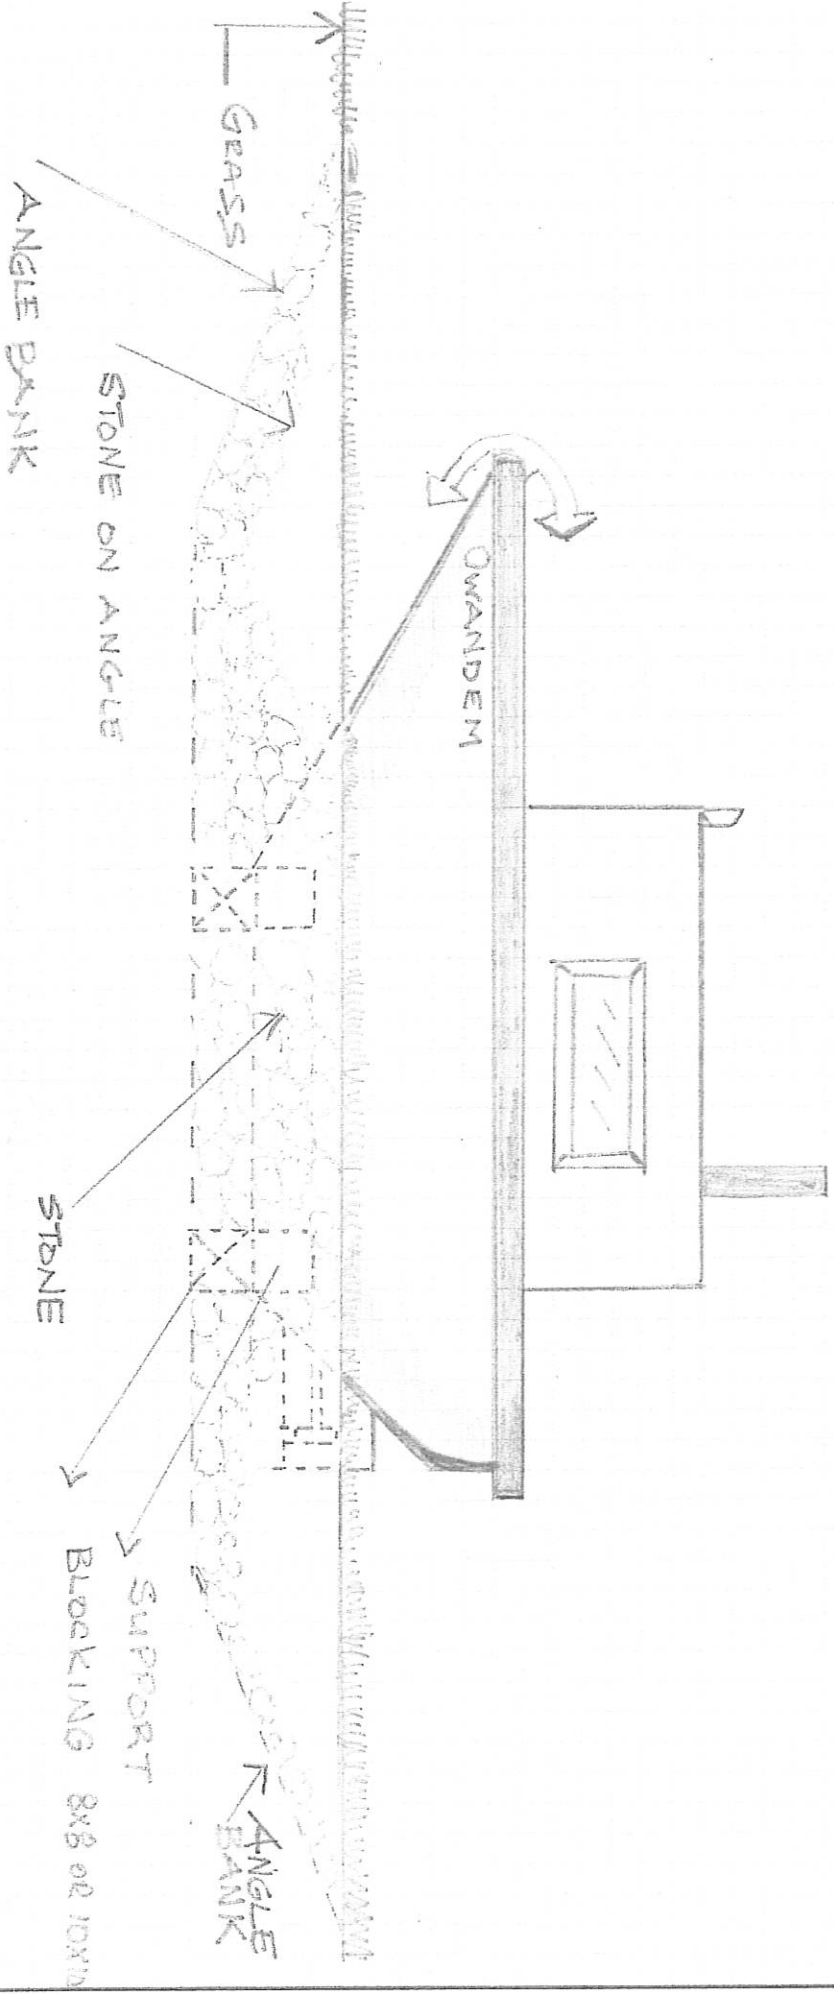 OWANDEM
GRASS
ANGLE BANK
STONE ON ANGLE
STONE
SUPPORT
BLOCKING 8X8 OR 10X10
ANGLE
BANK